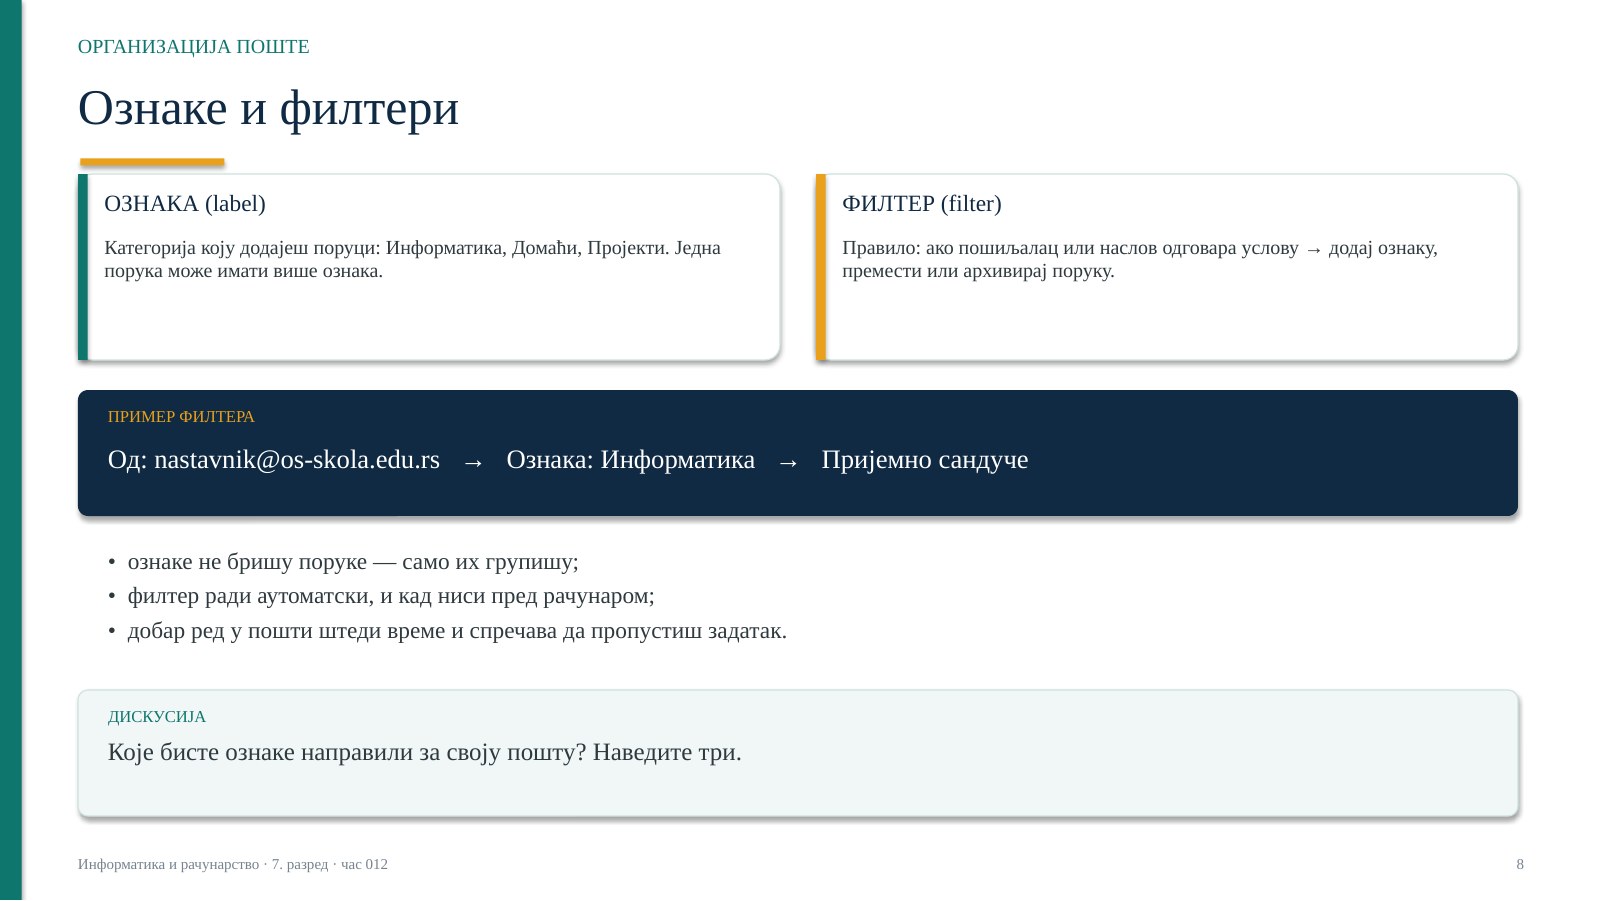 ОРГАНИЗАЦИЈА ПОШТЕ
Ознаке и филтери
ОЗНАКА (label)
Категорија коју додајеш поруци: Информатика, Домаћи, Пројекти. Једна
порука може имати више ознака.
ФИЛТЕР (filter)
Правило: ако пошиљалац или наслов одговара услову → додај ознаку,
премести или архивирај поруку.
ПРИМЕР ФИЛТЕРА
Од: nastavnik@os-skola.edu.rs → Ознака: Информатика → Пријемно сандуче
• ознаке не бришу поруке — само их групишу;
• филтер ради аутоматски, и кад ниси пред рачунаром;
• добар ред у пошти штеди време и спречава да пропустиш задатак.
ДИСКУСИЈА
Које бисте ознаке направили за своју пошту? Наведите три.
Информатика и рачунарство · 7. разред · час 012
8